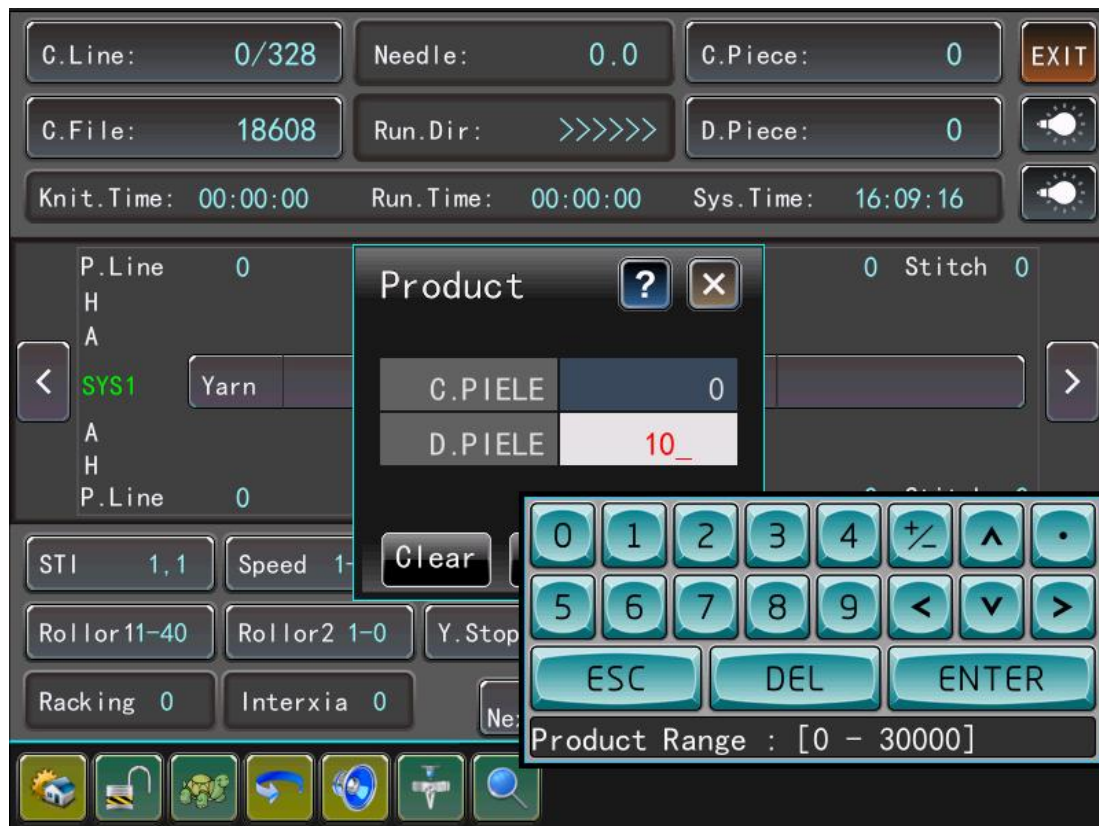 C.Line: 0/328 Needle: 0.0 C.Piece: 0 EXIT
C.File: 18608 Run.Dir: >>>>>> D.Piece: 0
Knit.Time: 00:00:00 Run.Time: 00:00:00 Sys.Time: 16:09:16
P.Line 0 0 Stitch 0
H
A
< SYS1 Yarn >
A
H
P.Line 0
Product ? ×
C.PIELE 0
D.PIELE 10_
Clear
STI 1,1 Speed 1-
Rollor11-40 Rollor2 1-0 Y.Stop
Racking 0 Interxia 0
0 1 2 3 4 +/- ∧ ·
5 6 7 8 9 < ∨ >
ESC DEL ENTER
Product Range : [0 - 30000]